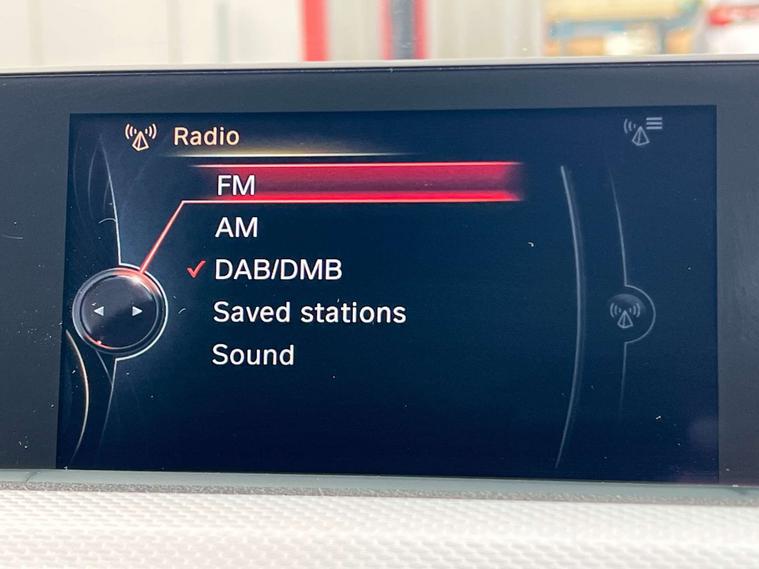 Radio
FM
AM
DAB/DMB
Saved stations
Sound